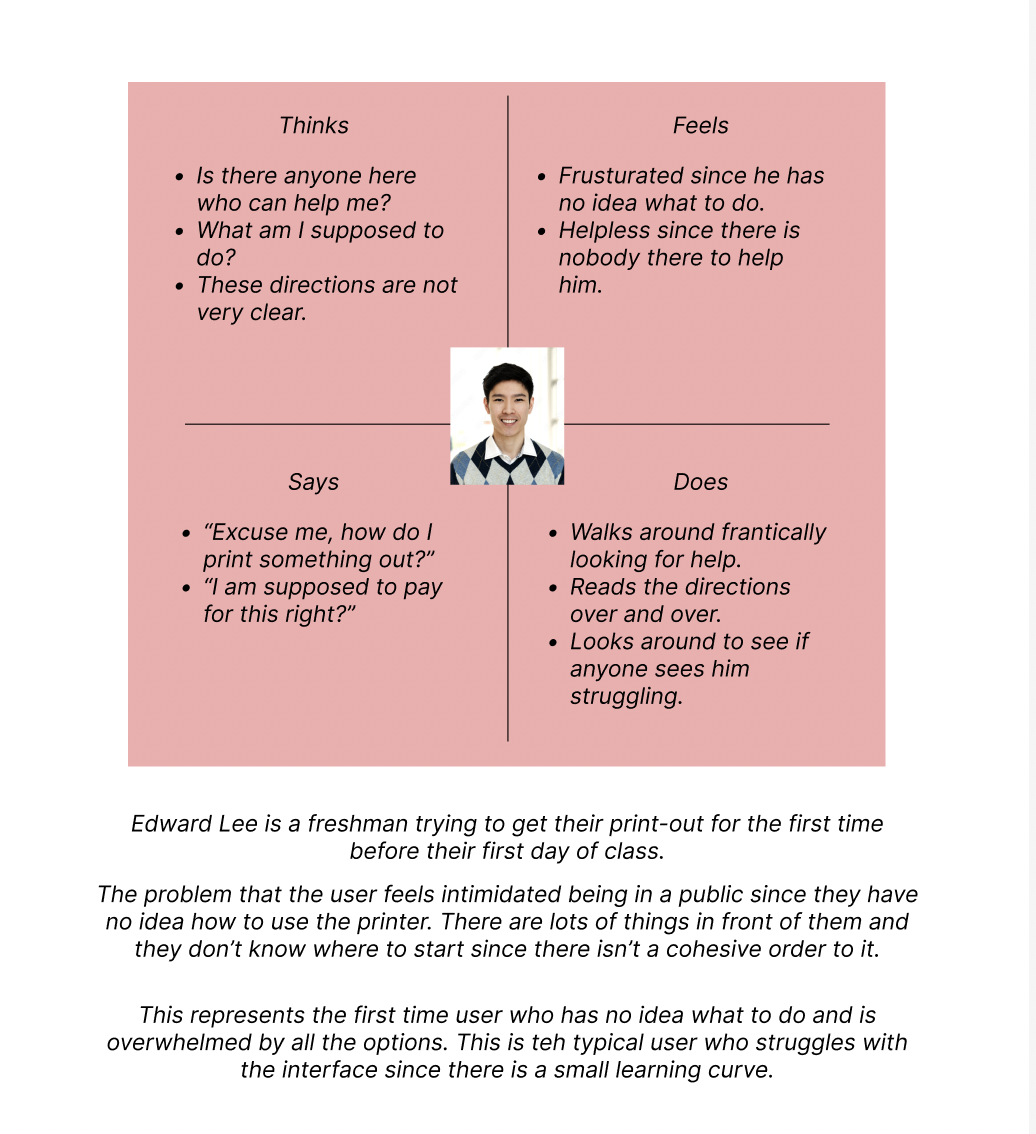 Thinks
• Is there anyone here
who can help me?
• What am I supposed to
do?
• These directions are not
very clear.
Feels
• Frusturated since he has
no idea what to do.
• Helpless since there is
nobody there to help
him.
Says
• “Excuse me, how do I
print something out?”
• “I am supposed to pay
for this right?”
Does
• Walks around frantically
looking for help.
• Reads the directions
over and over.
• Looks around to see if
anyone sees him
struggling.
Edward Lee is a freshman trying to get their print-out for the first time
before their first day of class.
The problem that the user feels intimidated being in a public since they have
no idea how to use the printer. There are lots of things in front of them and
they don’t know where to start since there isn’t a cohesive order to it.
This represents the first time user who has no idea what to do and is
overwhelmed by all the options. This is teh typical user who struggles with
the interface since there is a small learning curve.